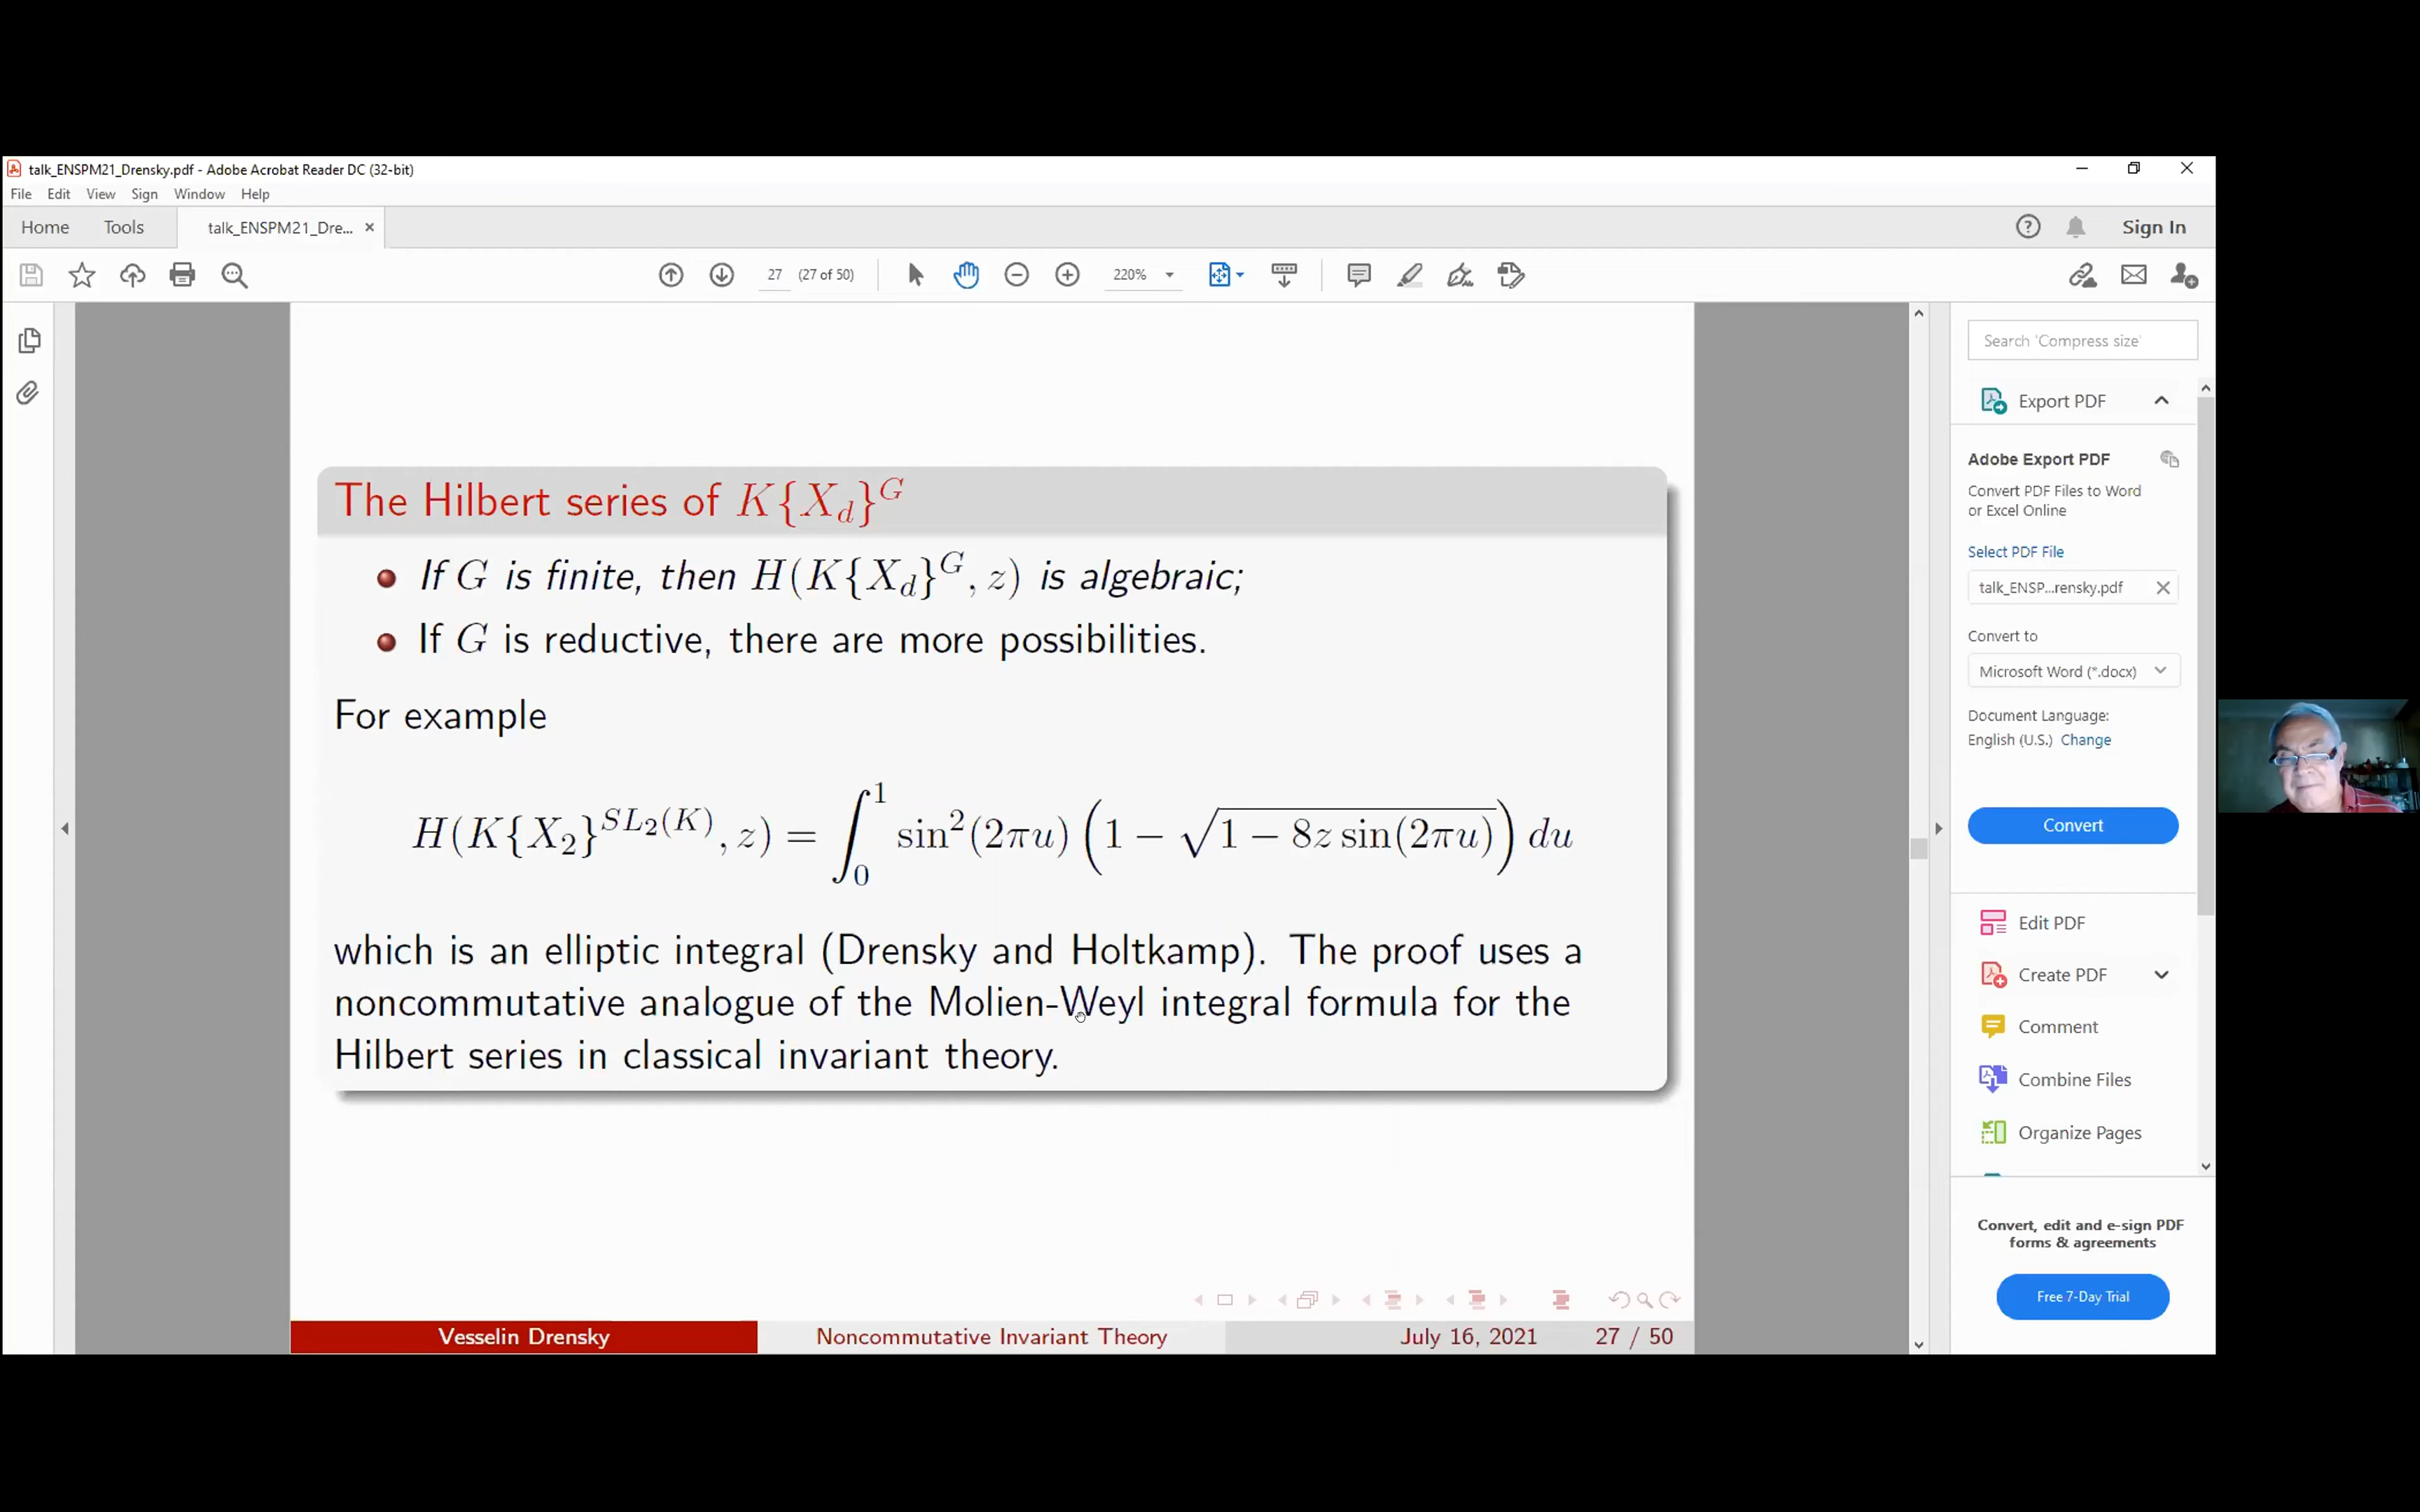 talk_ENSPM21_Drensky.pdf - Adobe Acrobat Reader DC (32-bit)
File Edit View Sign Window Help
Home Tools talk_ENSPM21_Dre... × Sign In
27 (27 of 50) 220%
The Hilbert series of K{X_d}^G
If G is finite, then H(K{X_d}^G, z) is algebraic;
If G is reductive, there are more possibilities.
For example
H(K{X_2}^{SL_2(K)}, z) = ∫_0^1 sin^2(2πu) (1 − √(1 − 8z sin(2πu))) du
which is an elliptic integral (Drensky and Holtkamp). The proof uses a
noncommutative analogue of the Molien-Weyl integral formula for the
Hilbert series in classical invariant theory.
Vesselin Drensky Noncommutative Invariant Theory July 16, 2021 27 / 50
Search 'Compress size'
Export PDF
Adobe Export PDF
Convert PDF Files to Word
or Excel Online
Select PDF File
talk_ENSP...rensky.pdf
Convert to
Microsoft Word (*.docx)
Document Language:
English (U.S.) Change
Convert
Edit PDF
Create PDF
Comment
Combine Files
Organize Pages
Convert, edit and e-sign PDF
forms & agreements
Free 7-Day Trial